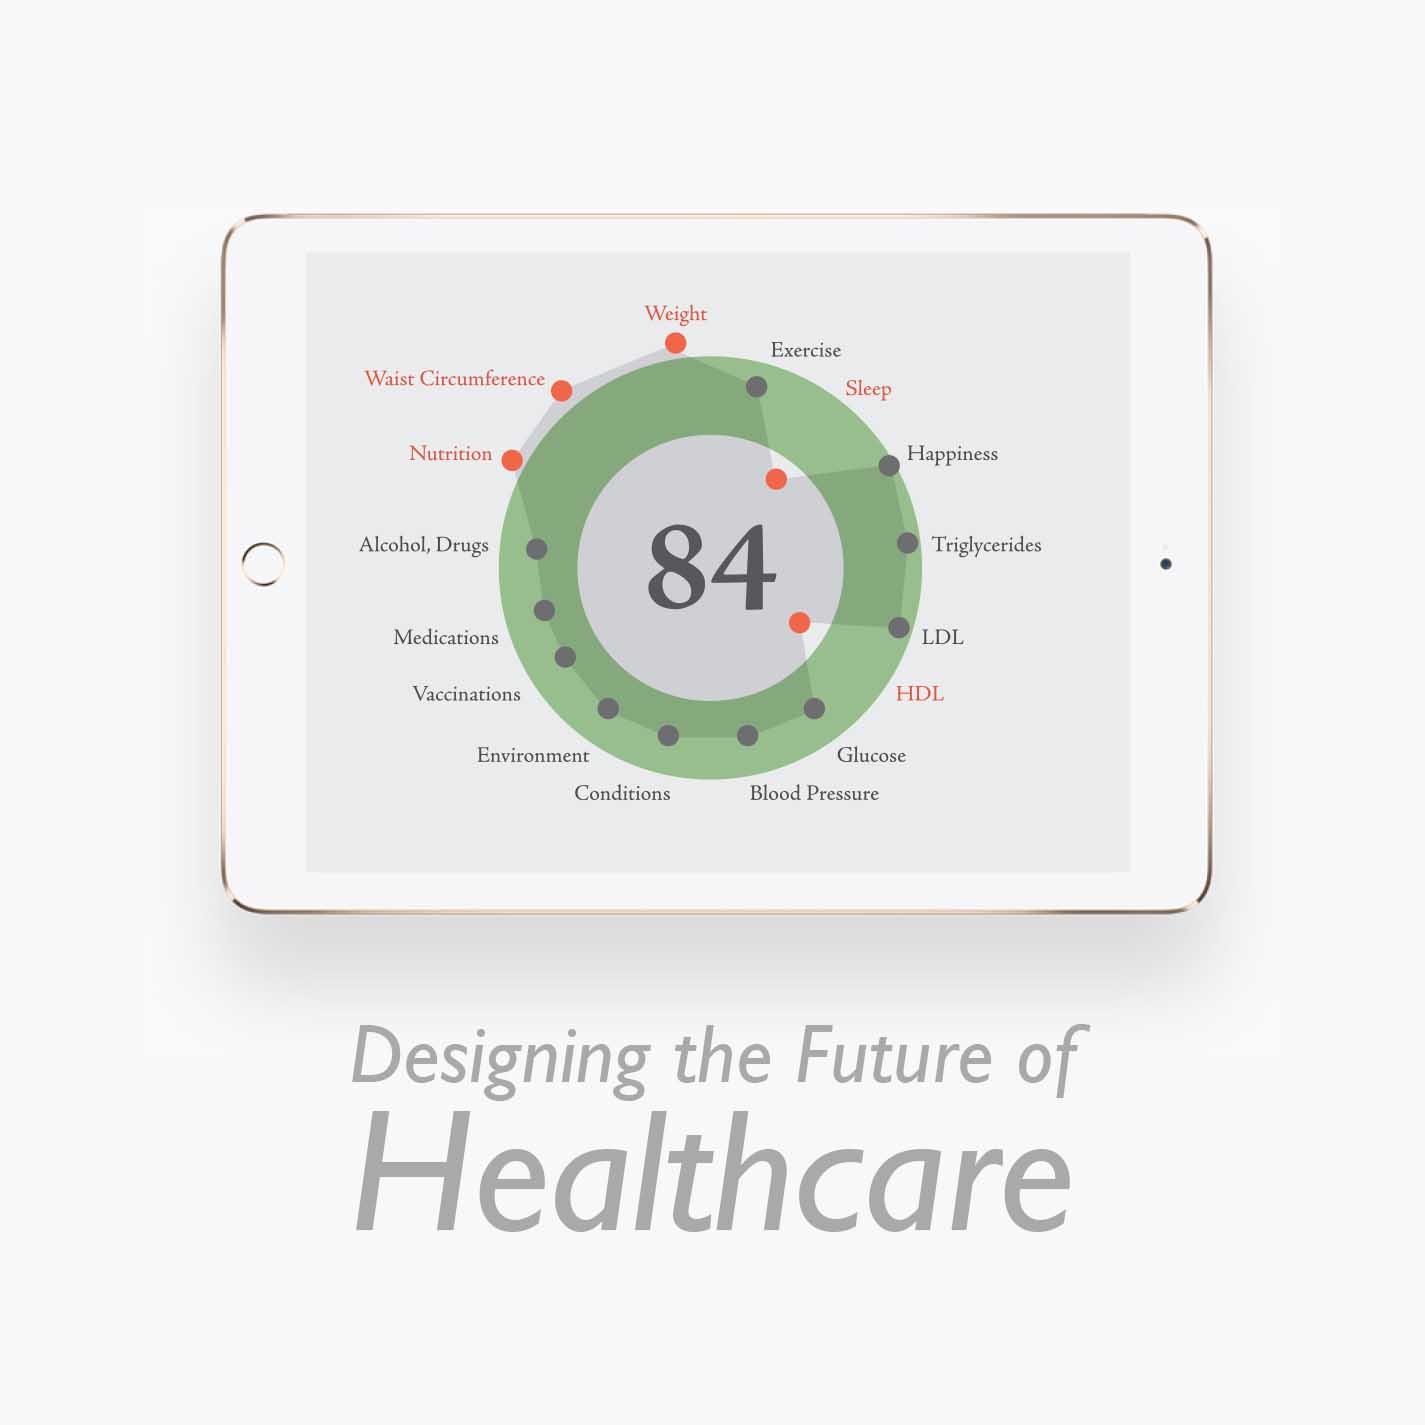 Weight
Exercise
Waist Circumference
Sleep
Nutrition
Happiness
84
Alcohol, Drugs
Triglycerides
Medications
LDL
Vaccinations
HDL
Environment
Glucose
Conditions
Blood Pressure
Designing the Future of
Healthcare